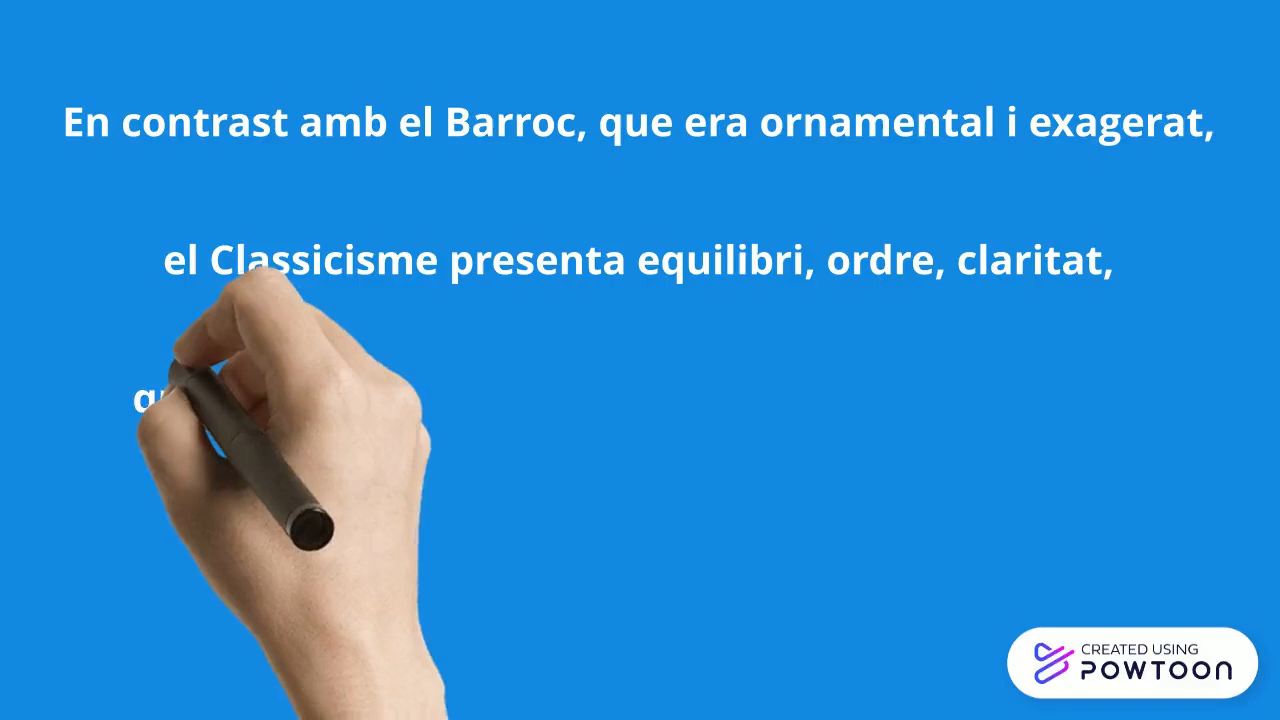 En contrast amb el Barroc, que era ornamental i exagerat,
el Classicisme presenta equilibri, ordre, claritat,
CREATED USING
POWTOON